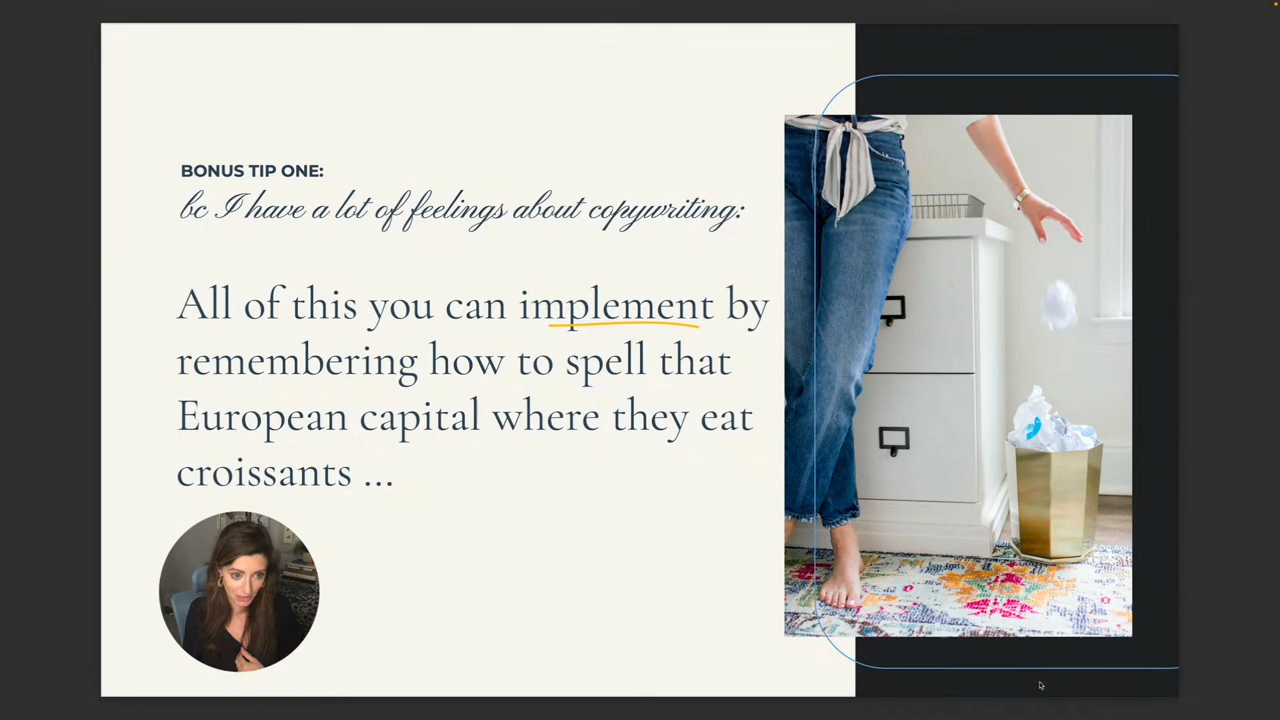 BONUS TIP ONE:
bc I have a lot of feelings about copywriting:
All of this you can implement by
remembering how to spell that
European capital where they eat
croissants ...